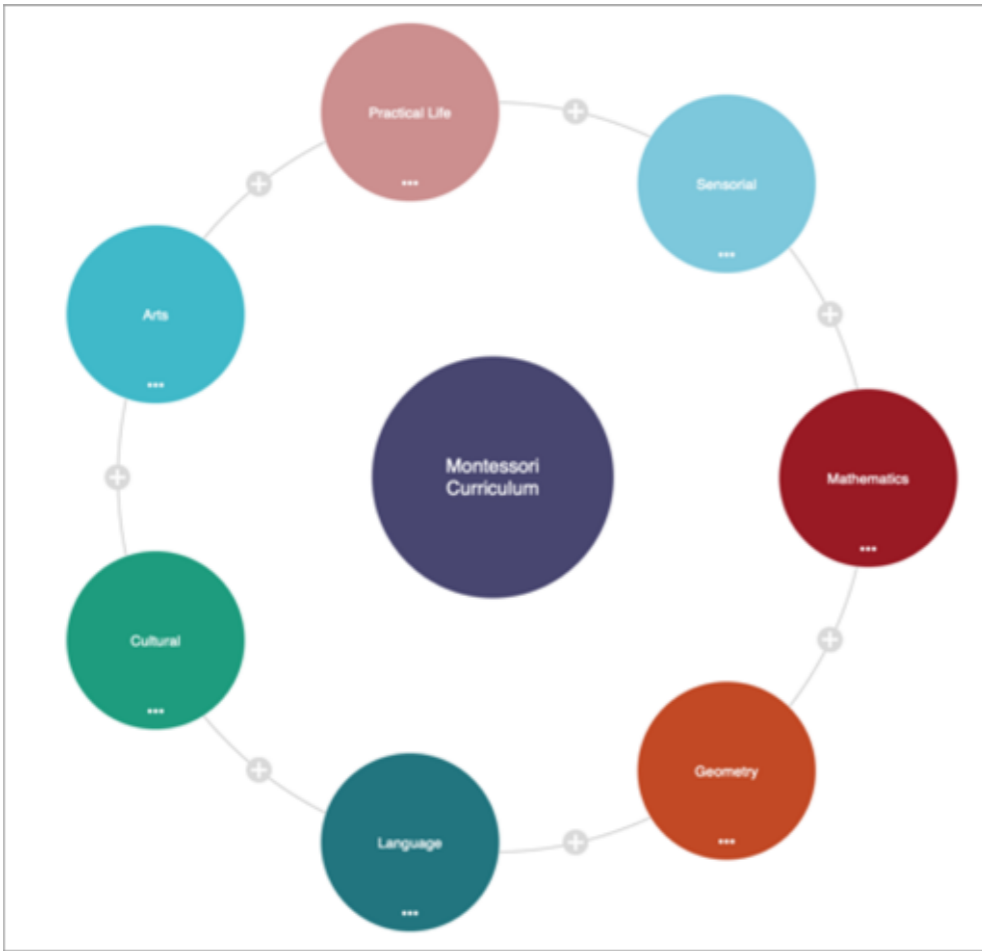 Practical Life
Sensorial
Arts
Montessori
Curriculum
Mathematics
Cultural
Geometry
Language